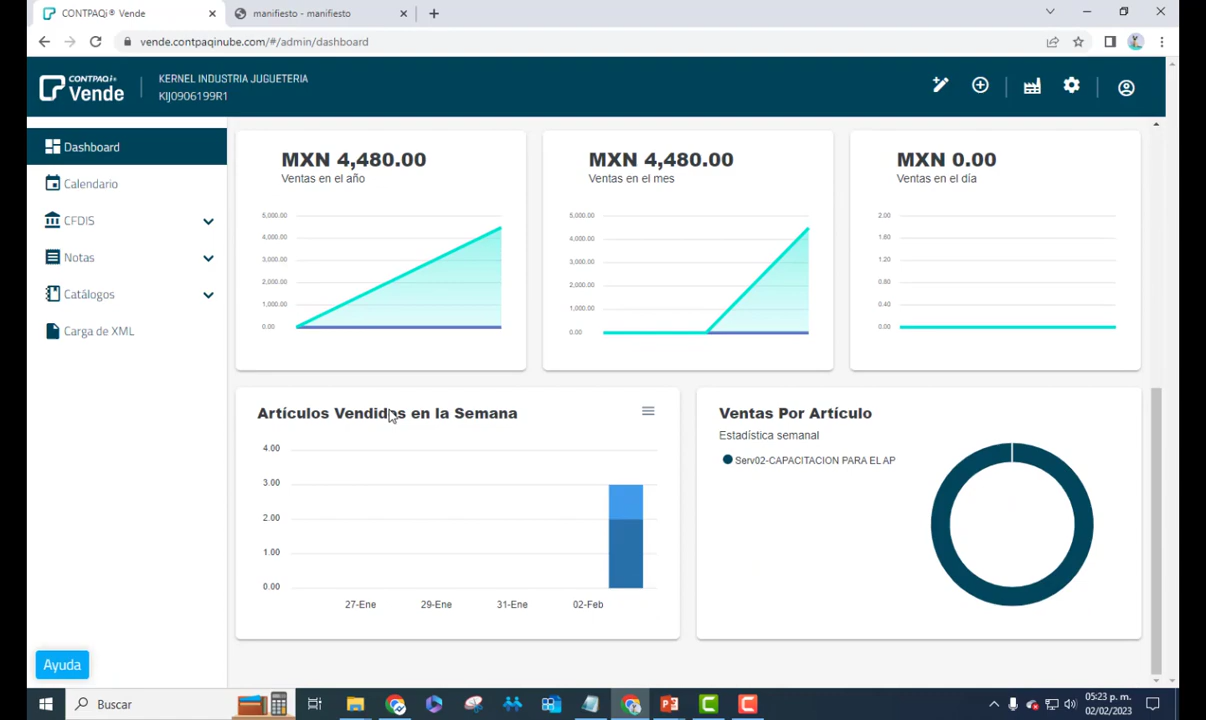 CONTPAQi® Vende
manifiesto - manifiesto
vende.contpaqinube.com/#/admin/dashboard
CONTPAQi®
Vende
KERNEL INDUSTRIA JUGUETERIA
KIJ0906199R1
Dashboard
Calendario
CFDIS
Notas
Catálogos
Carga de XML
Ayuda
MXN 4,480.00
Ventas en el año
5,000.00
4,000.00
3,000.00
2,000.00
1,000.00
0.00
MXN 4,480.00
Ventas en el mes
5,000.00
4,000.00
3,000.00
2,000.00
1,000.00
0.00
MXN 0.00
Ventas en el día
2.00
1.60
1.20
0.80
0.40
0.00
Artículos Vendidos en la Semana
4.00
3.00
2.00
1.00
0.00
27-Ene 29-Ene 31-Ene 02-Feb
Ventas Por Artículo
Estadística semanal
Serv02-CAPACITACION PARA EL AP
Buscar
05:23 p. m.
02/02/2023